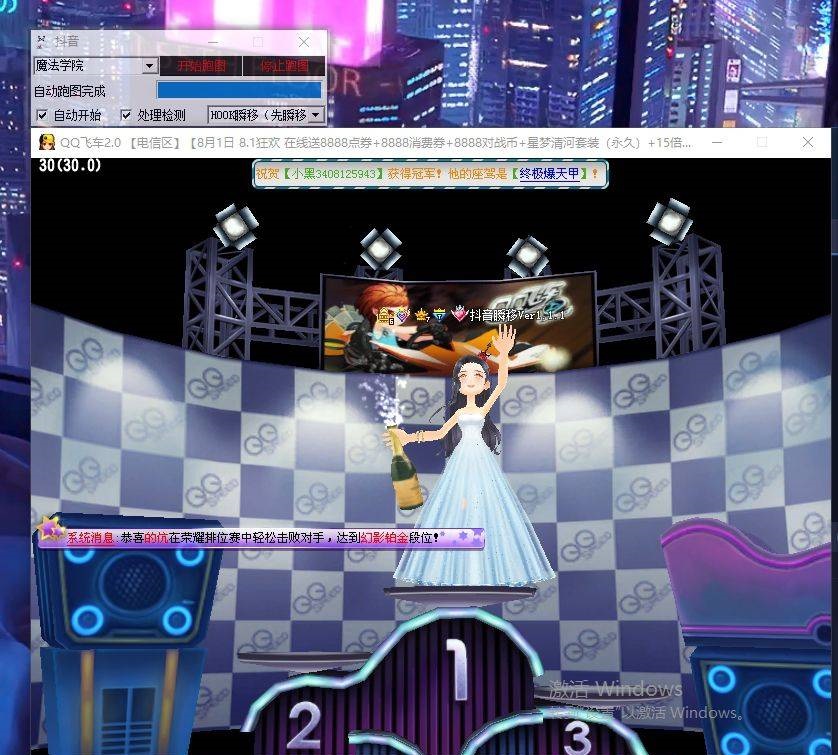 抖音
魔法学院
开始跑图 停止跑图
自动跑图完成
自动开始 处理检测 HOOK瞬移（先瞬移
QQ飞车2.0 【电信区】【8月1日 8.1狂欢 在线送8888点券+8888消费券+8888对战币+星梦清河套装（永久）+15倍...
30(30.0)
祝贺【小黑3408125943】获得冠军！他的座驾是【终极爆天甲】！
抖音瞬移Ver1.1.1
系统消息:恭喜的伉在荣耀排位赛中轻松击败对手，达到幻影铂金段位！
1
激活 Windows
以激活 Windows。
2
3